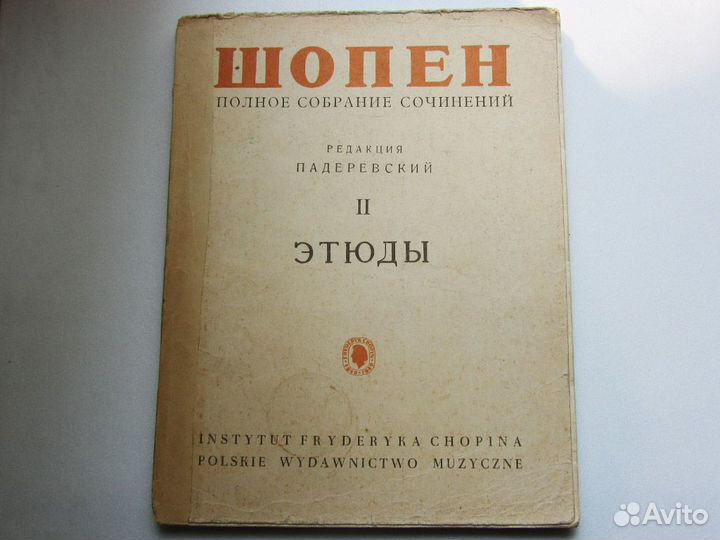 ШОПЕН
ПОЛНОЕ СОБРАНИЕ СОЧИНЕНИЙ
РЕДАКЦИЯ
ПАДЕРЕВСКИЙ
II
ЭТЮДЫ
INSTYTUT FRYDERYKA CHOPINA
POLSKIE WYDAWNICTWO MUZYCZNE
Avito